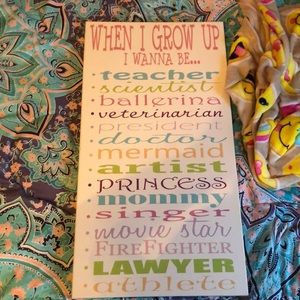 WHEN I GROW UP
I WANNA BE...
• teacher
• scientist
• ballerina
• veterinarian
• president
• doctor
• mermaid
• artist
• PRINCESS
• mommy
• singer
• movie star
• FIREFIGHTER
• LAWYER
• athlete